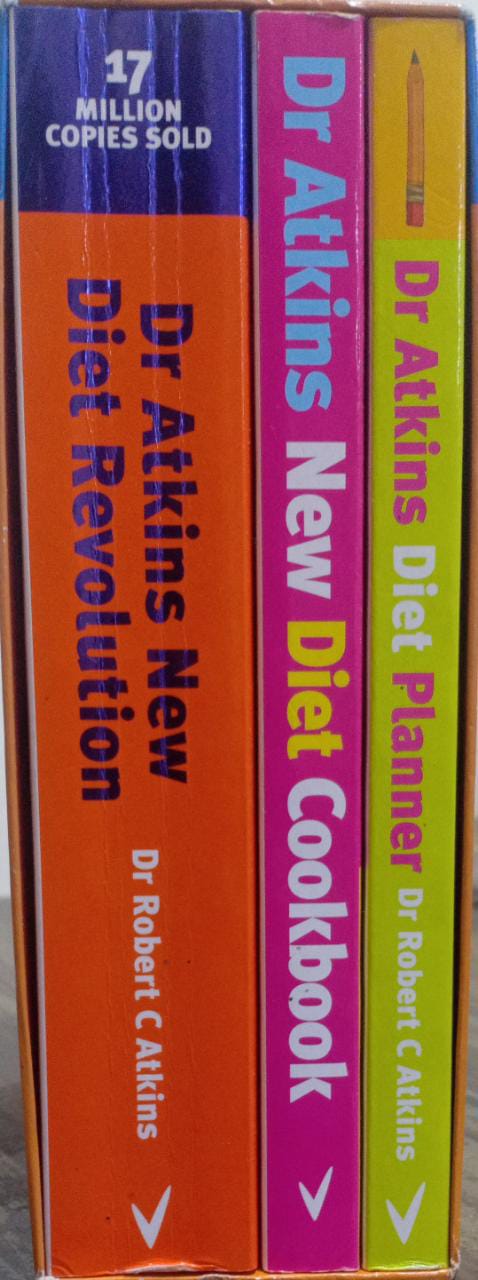 17
MILLION
COPIES SOLD
Dr Atkins New
Diet Revolution
Dr Robert C Atkins
Dr Atkins New Diet Cookbook
Dr Atkins Diet Planner Dr Robert C Atkins